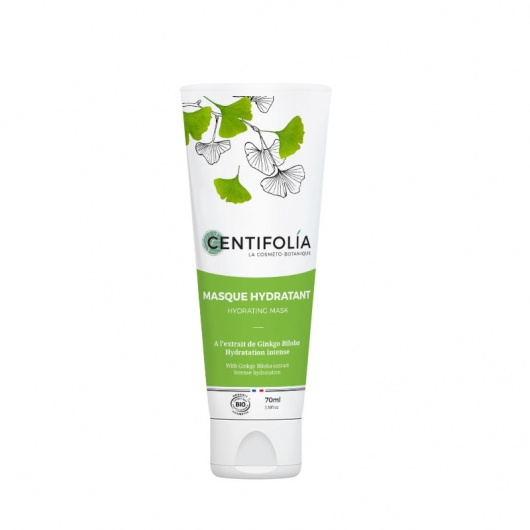 CENTIFOLIA
LA COSMÉTO-BOTANIQUE
MASQUE HYDRATANT
HYDRATING MASK
A l'extrait de Ginkgo Biloba
Hydratation intense
With Ginkgo Biloba extract
Intense hydratation
BIO
70ml